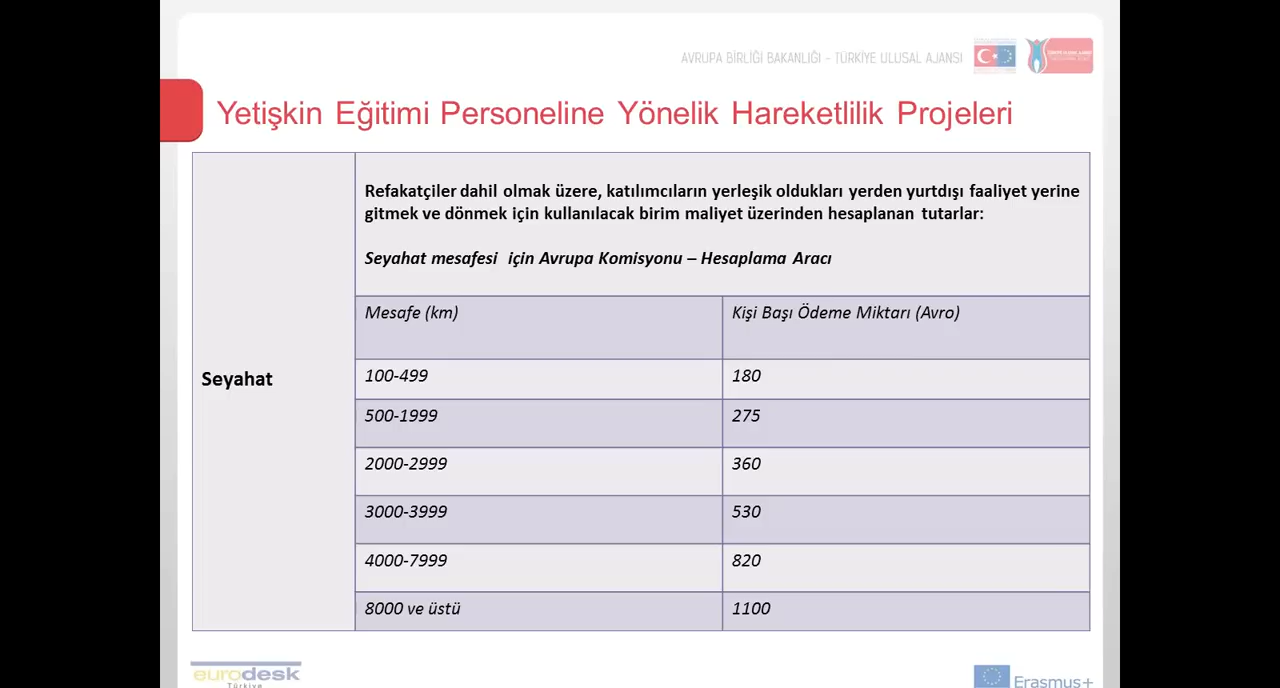 AVRUPA BİRLİĞİ BAKANLIĞI - TÜRKİYE ULUSAL AJANSI
Yetişkin Eğitimi Personeline Yönelik Hareketlilik Projeleri
Refakatçiler dahil olmak üzere, katılımcıların yerleşik oldukları yerden yurtdışı faaliyet yerine
gitmek ve dönmek için kullanılacak birim maliyet üzerinden hesaplanan tutarlar:
Seyahat mesafesi için Avrupa Komisyonu – Hesaplama Aracı
Seyahat
Mesafe (km) Kişi Başı Ödeme Miktarı (Avro)
100-499 180
500-1999 275
2000-2999 360
3000-3999 530
4000-7999 820
8000 ve üstü 1100
eurodesk
Türkiye
Erasmus+